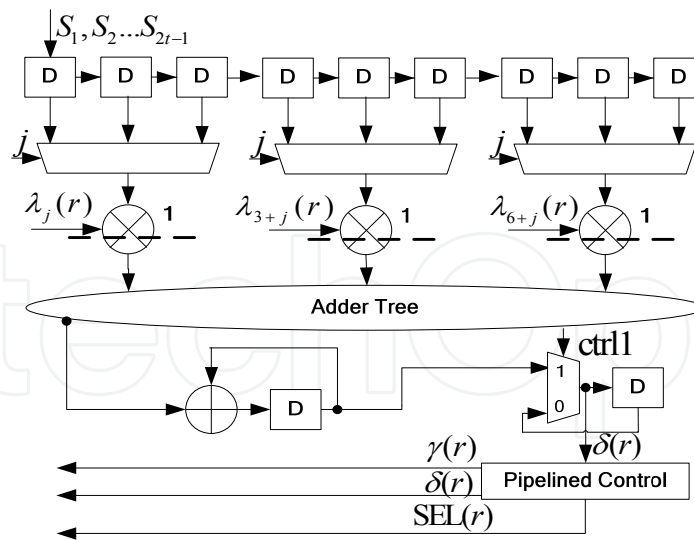 S₁, S₂...S₂ₜ₋₁
D D D D D D D D D
j j j
λⱼ(r) 1 λ₃₊ⱼ(r) 1 λ₆₊ⱼ(r) 1
Adder Tree
ctrl1
1
D D
0
δ(r)
γ(r)
Pipelined Control
δ(r)
SEL(r)